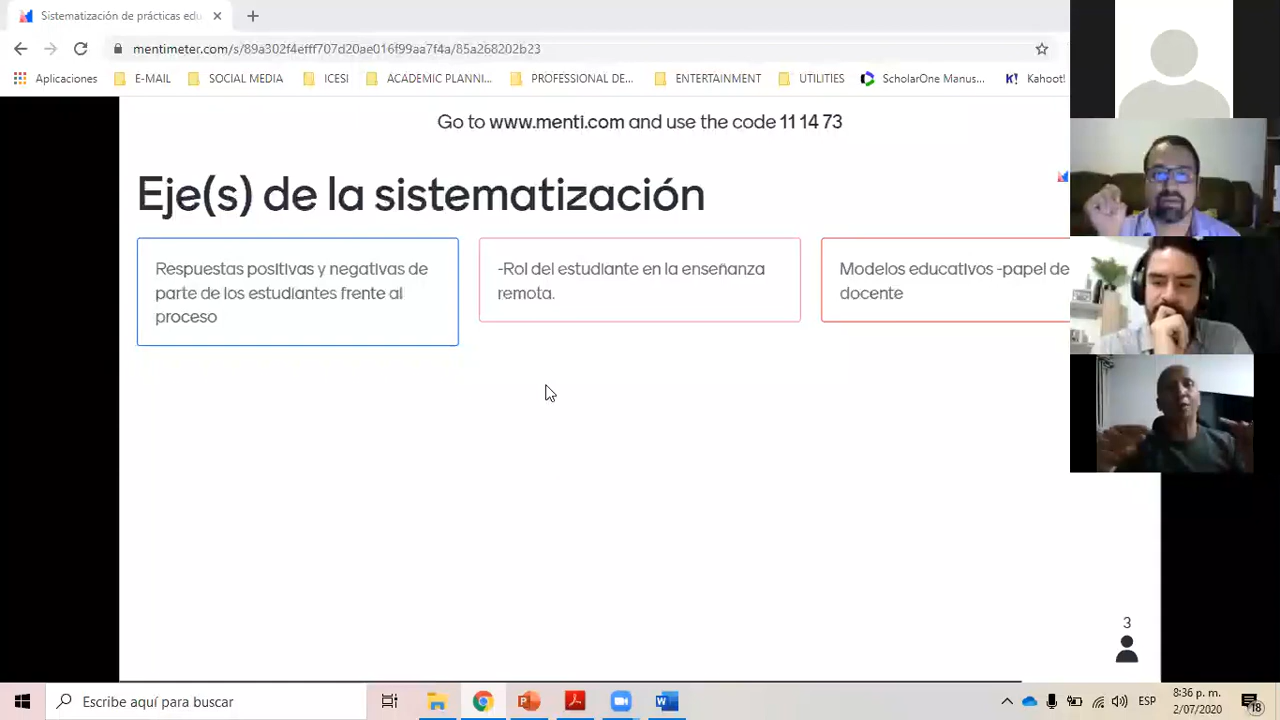 Sistematización de prácticas edu
mentimeter.com/s/89a302f4efff707d20ae016f99aa7f4a/85a268202b23
Aplicaciones E-MAIL SOCIAL MEDIA ICESI ACADEMIC PLANNI... PROFESSIONAL DE... ENTERTAINMENT UTILITIES ScholarOne Manus... K! Kahoot!
Go to www.menti.com and use the code 11 14 73
Eje(s) de la sistematización
Respuestas positivas y negativas de
parte de los estudiantes frente al
proceso
-Rol del estudiante en la enseñanza
remota.
Modelos educativos -papel de
docente
3
Escribe aquí para buscar
ESP
8:36 p. m.
2/07/2020
18